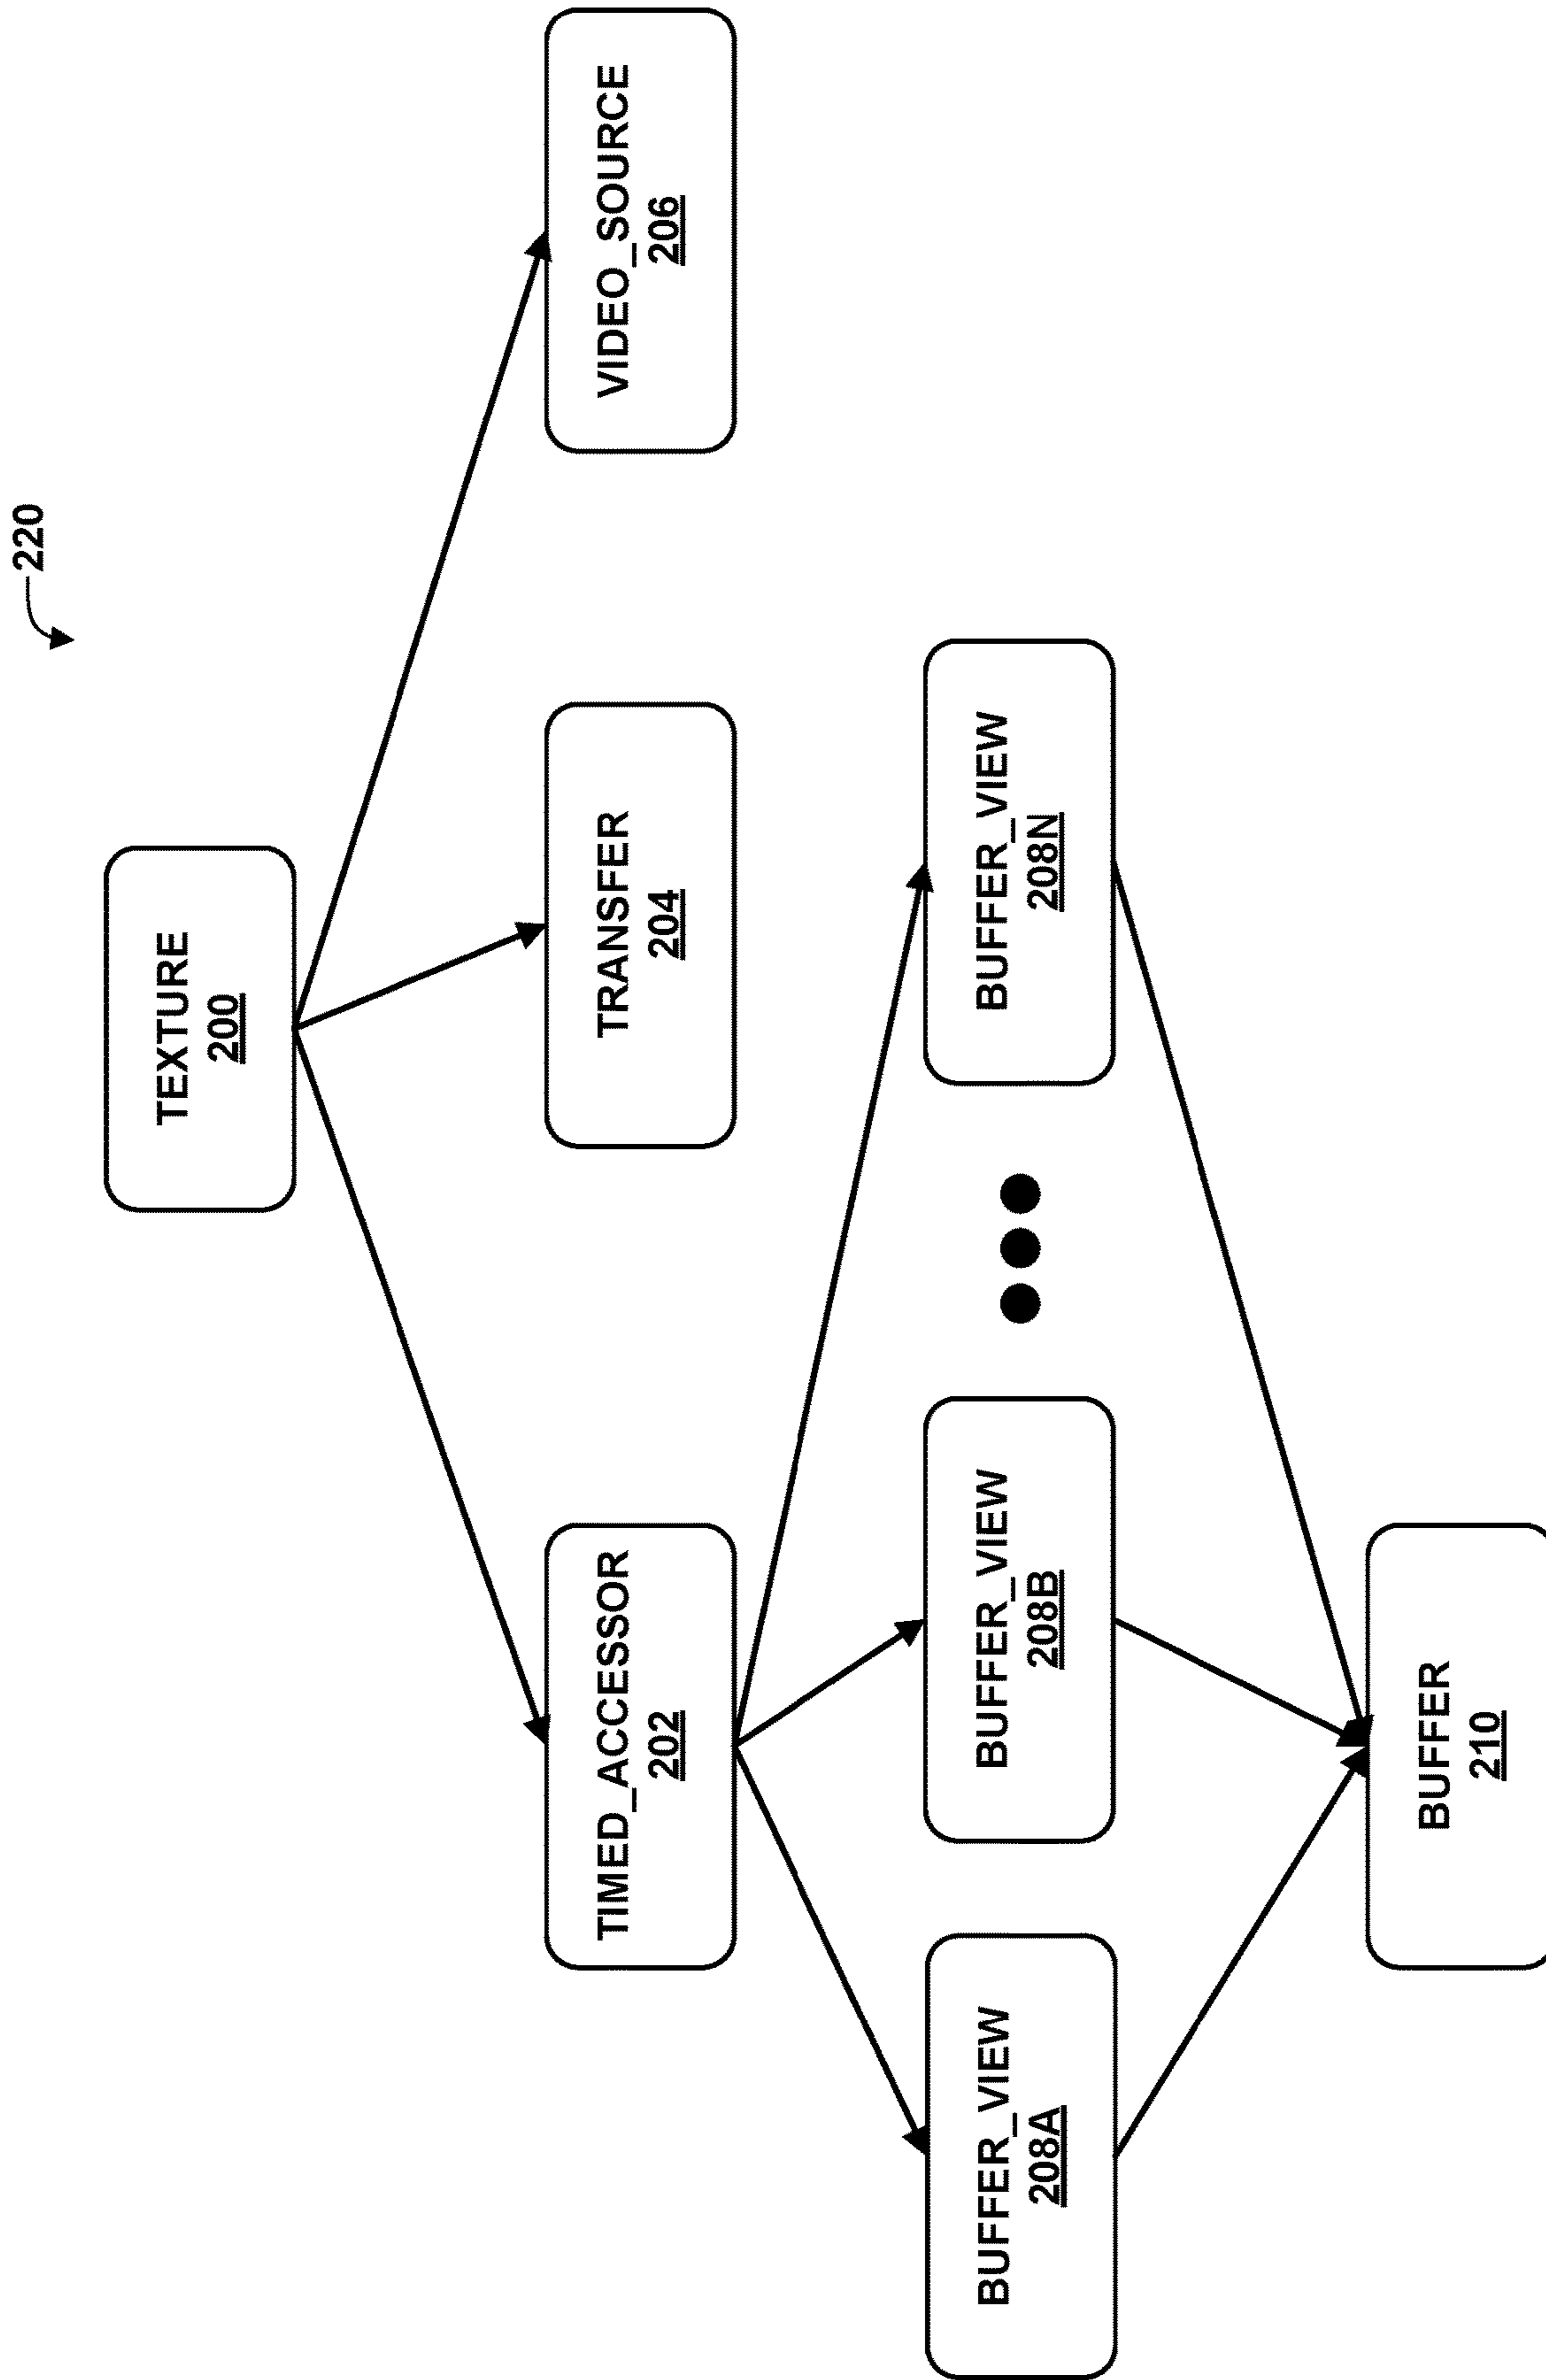 220
TEXTURE
200
TIMED_ACCESSOR
202
TRANSFER
204
VIDEO_SOURCE
206
BUFFER_VIEW
208A
BUFFER_VIEW
208B
BUFFER_VIEW
208N
BUFFER
210